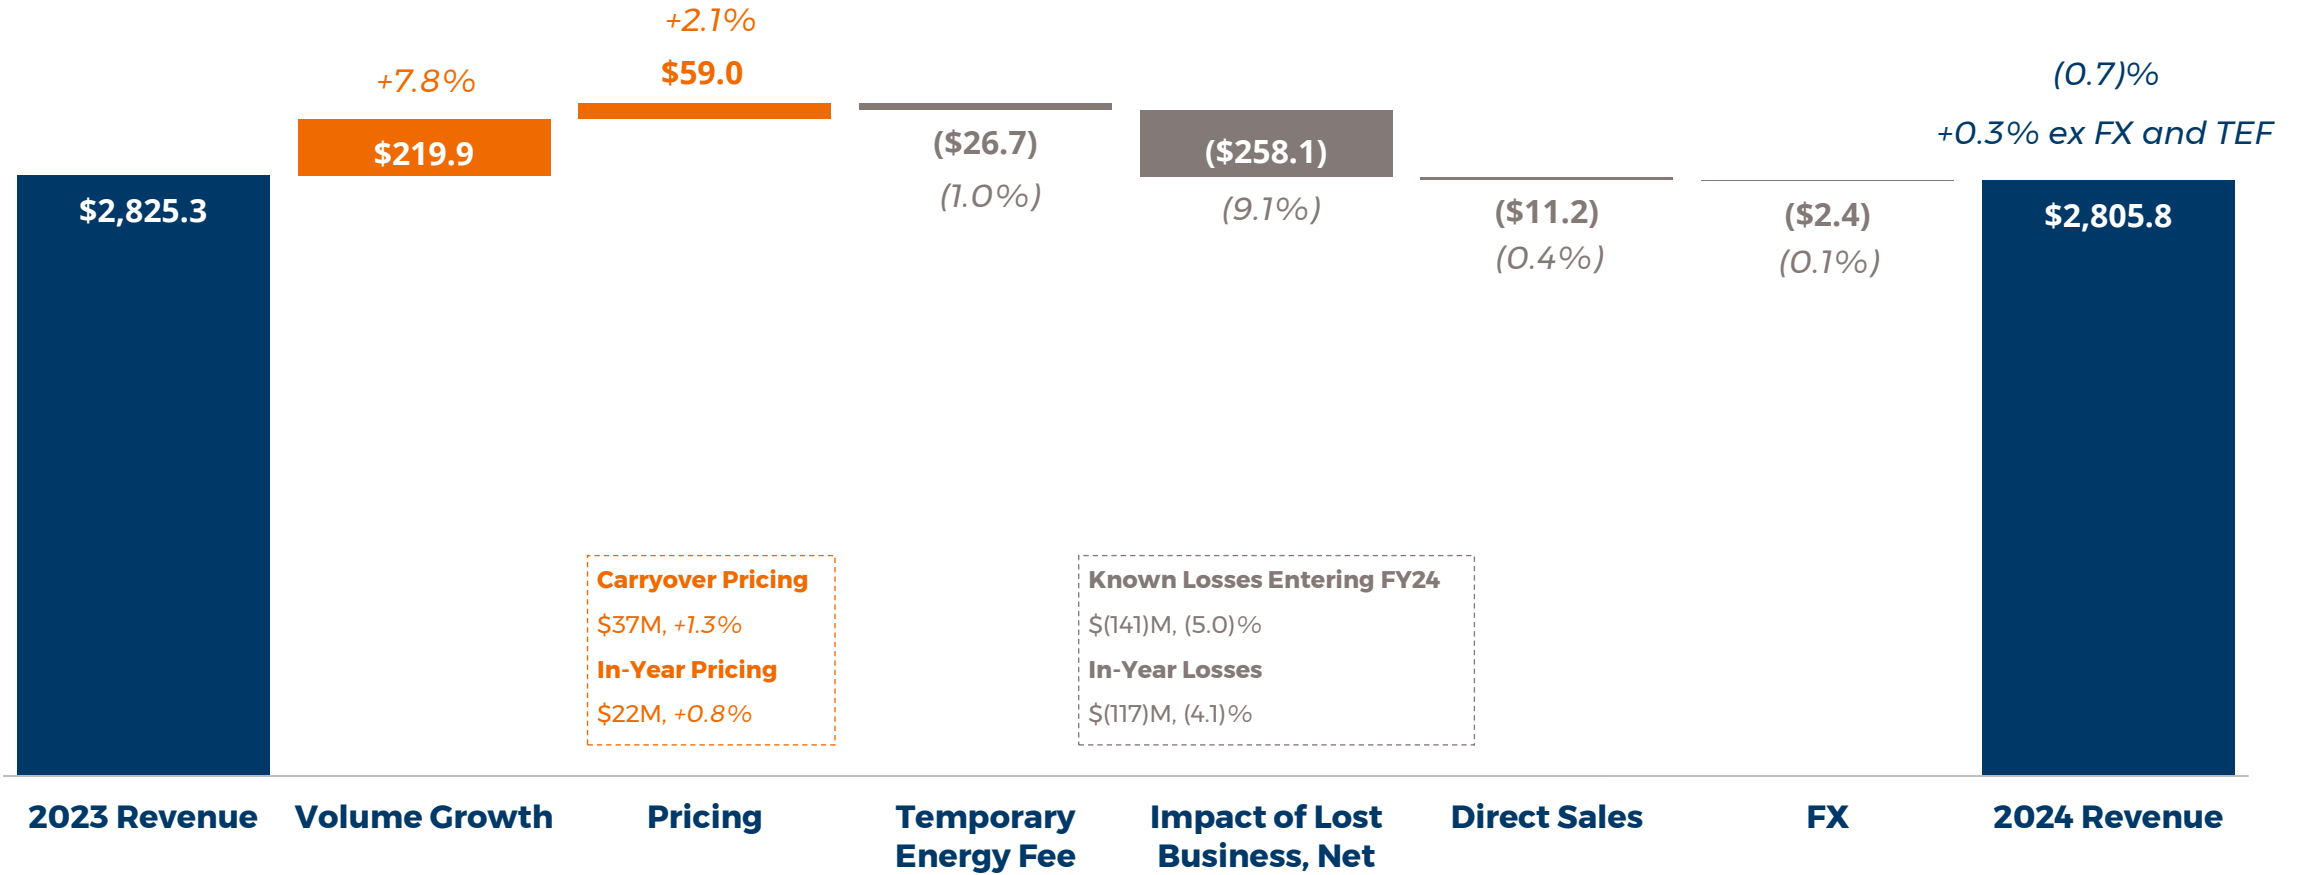 +2.1%
$59.0
+7.8%
$219.9
$2,825.3
($26.7)
(1.0%)
($258.1)
(9.1%)
($11.2)
(0.4%)
($2.4)
(0.1%)
(0.7)%
+0.3% ex FX and TEF
$2,805.8
Carryover Pricing
$37M, +1.3%
In-Year Pricing
$22M, +0.8%
Known Losses Entering FY24
$(141)M, (5.0)%
In-Year Losses
$(117)M, (4.1)%
2023 Revenue
Volume Growth
Pricing
Temporary
Energy Fee
Impact of Lost
Business, Net
Direct Sales
FX
2024 Revenue